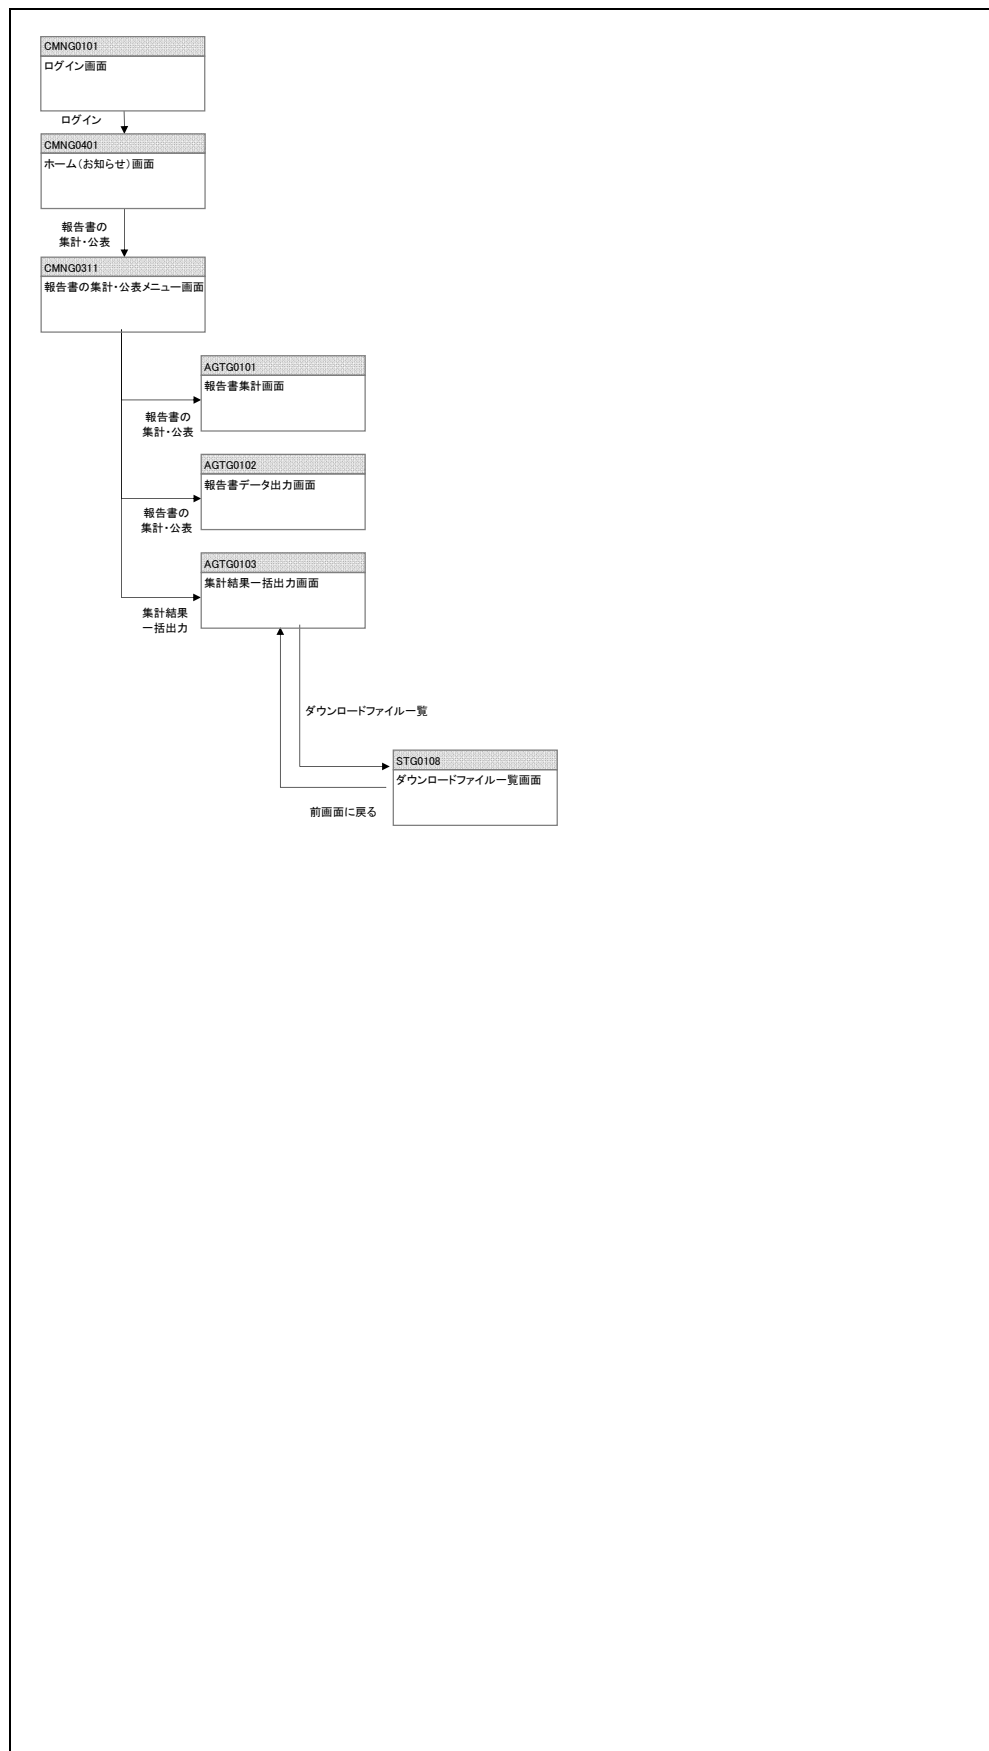 CMNG0101
ログイン画面
ログイン
CMNG0401
ホーム（お知らせ）画面
報告書の
集計・公表
CMNG0311
報告書の集計・公表メニュー画面
AGTG0101
報告書集計画面
報告書の
集計・公表
AGTG0102
報告書データ出力画面
報告書の
集計・公表
AGTG0103
集計結果一括出力画面
集計結果
一括出力
ダウンロードファイル一覧
STG0108
ダウンロードファイル一覧画面
前画面に戻る